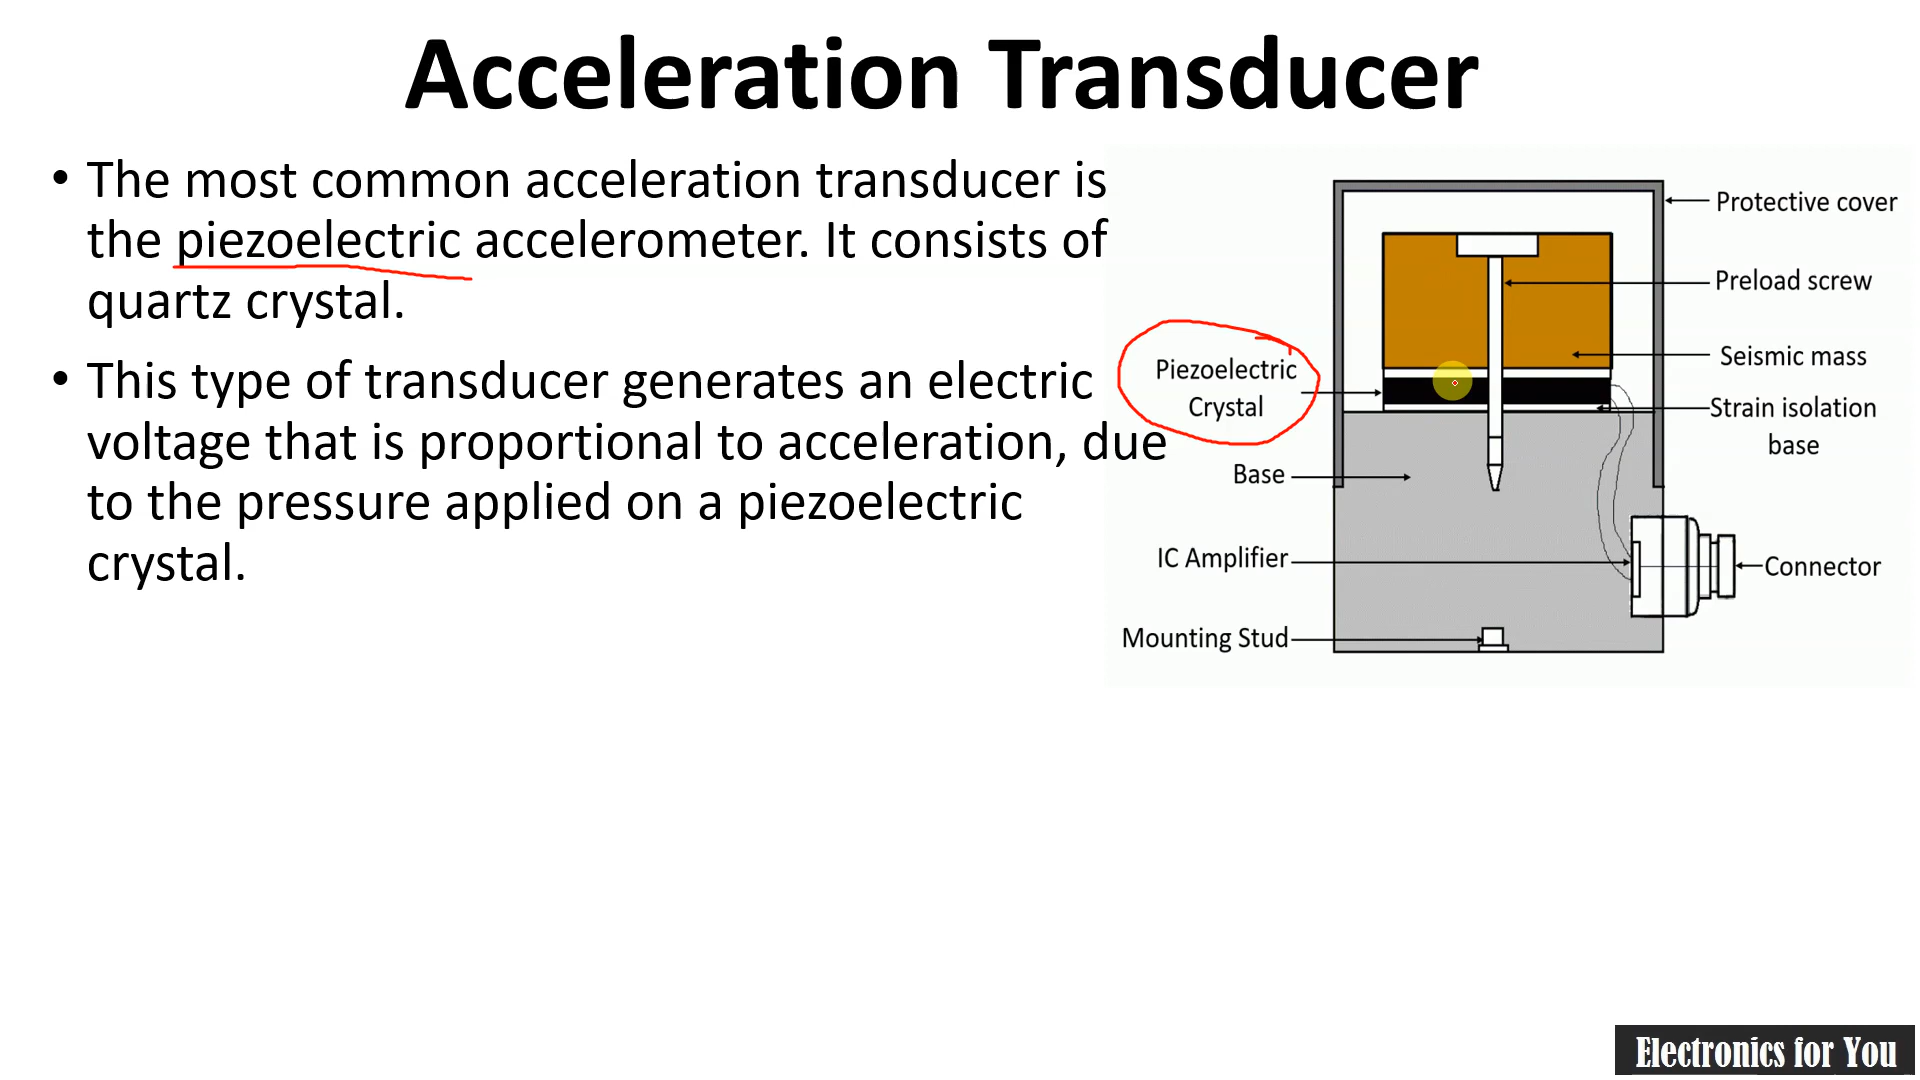 Acceleration Transducer
• The most common acceleration transducer is
the piezoelectric accelerometer. It consists of
quartz crystal.
• This type of transducer generates an electric
voltage that is proportional to acceleration, due
to the pressure applied on a piezoelectric
crystal.
Protective cover
Preload screw
Seismic mass
Piezoelectric
Crystal
Strain isolation
base
Base
IC Amplifier
Connector
Mounting Stud
Electronics for You